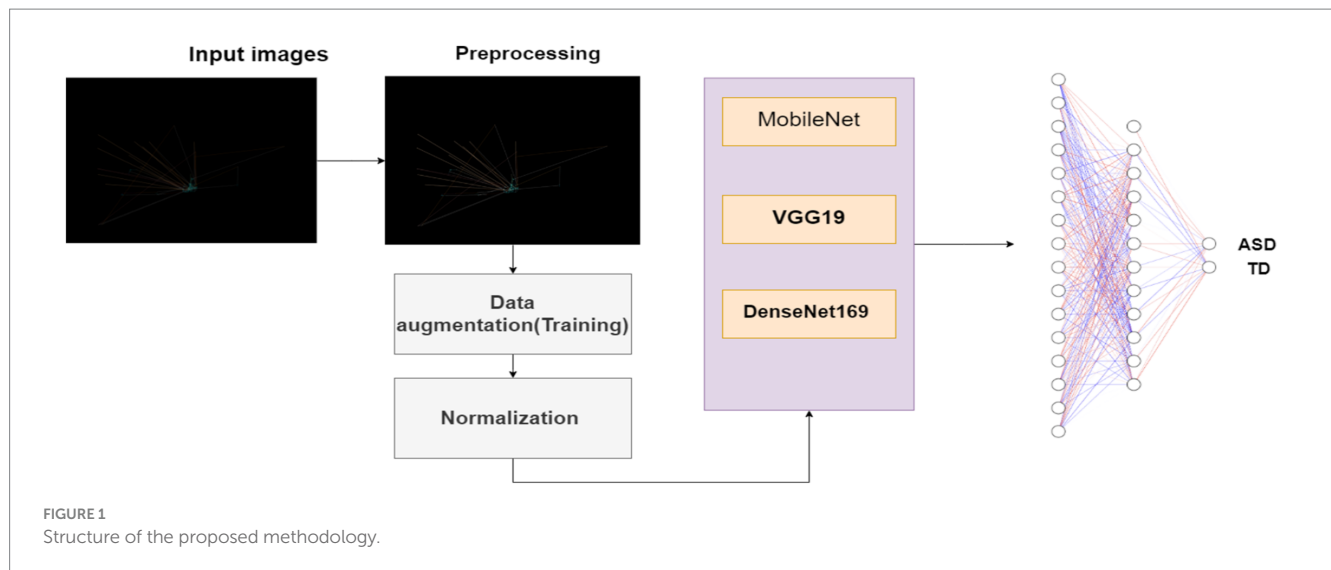 Input images
Preprocessing
Data
augmentation(Training)
Normalization
MobileNet
VGG19
DenseNet169
ASD
TD
FIGURE 1
Structure of the proposed methodology.